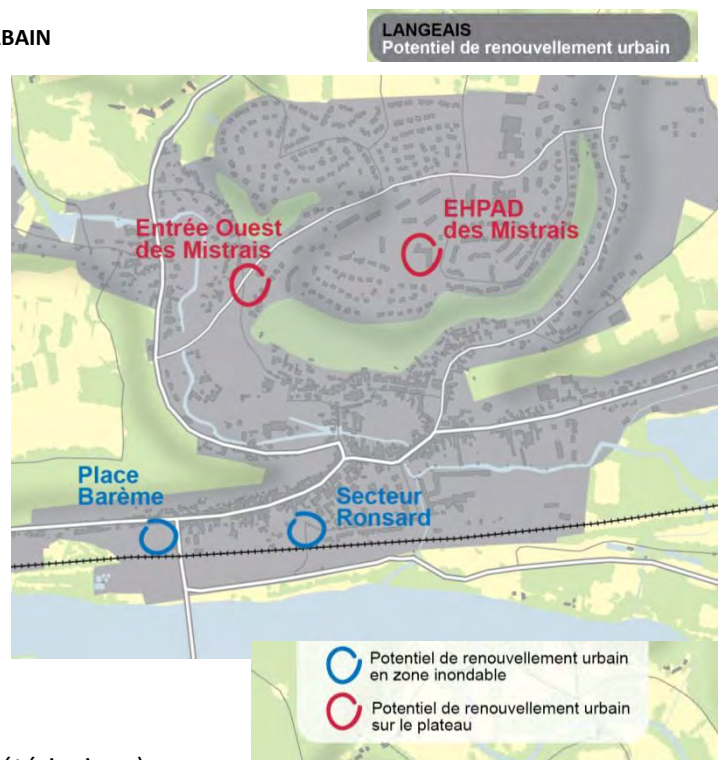 RBAIN
LANGEAIS
Potentiel de renouvellement urbain
Entrée Ouest
des Mistrais
EHPAD
des Mistrais
Place
Barème
Secteur
Ronsard
Potentiel de renouvellement urbain
en zone inondable
Potentiel de renouvellement urbain
sur le plateau